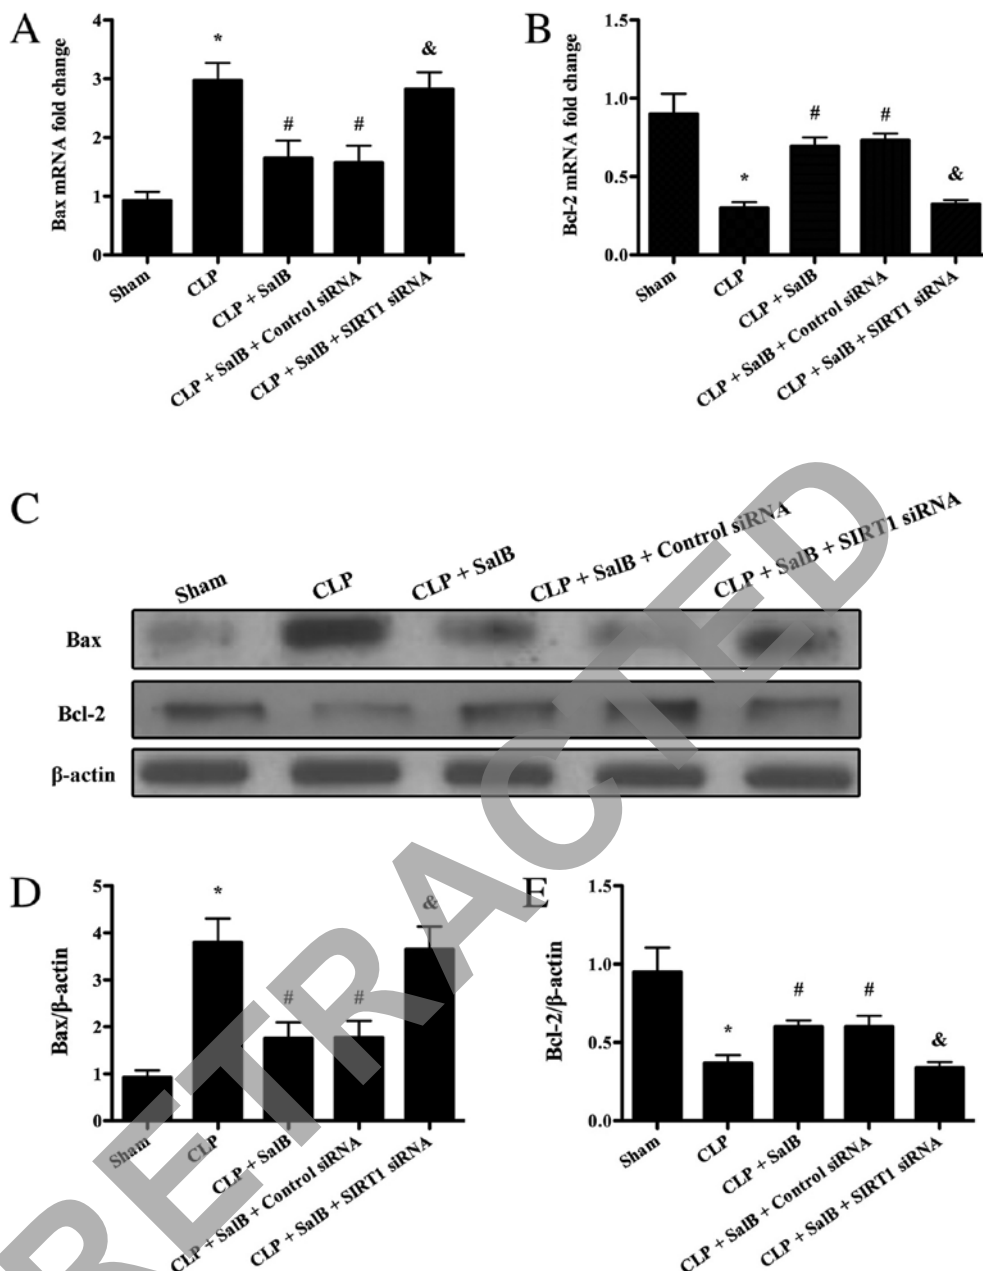 A
Bax mRNA fold change
4
3
2
1
0
*
#
#
&
Sham
CLP
CLP + SalB
CLP + SalB + Control siRNA
CLP + SalB + SIRT1 siRNA
B
Bcl-2 mRNA fold change
1.5
1.0
0.5
0.0
*
#
#
&
Sham
CLP
CLP + SalB
CLP + SalB + Control siRNA
CLP + SalB + SIRT1 siRNA
C
Sham
CLP
CLP + SalB
CLP + SalB + Control siRNA
CLP + SalB + SIRT1 siRNA
Bax
Bcl-2
β-actin
D
Bax/β-actin
5
4
3
2
1
0
*
#
#
&
Sham
CLP
CLP + SalB
CLP + SalB + Control siRNA
CLP + SalB + SIRT1 siRNA
E
Bcl-2/β-actin
1.5
1.0
0.5
0.0
*
#
#
&
Sham
CLP
CLP + SalB
CLP + SalB + Control siRNA
CLP + SalB + SIRT1 siRNA
RETRACTED